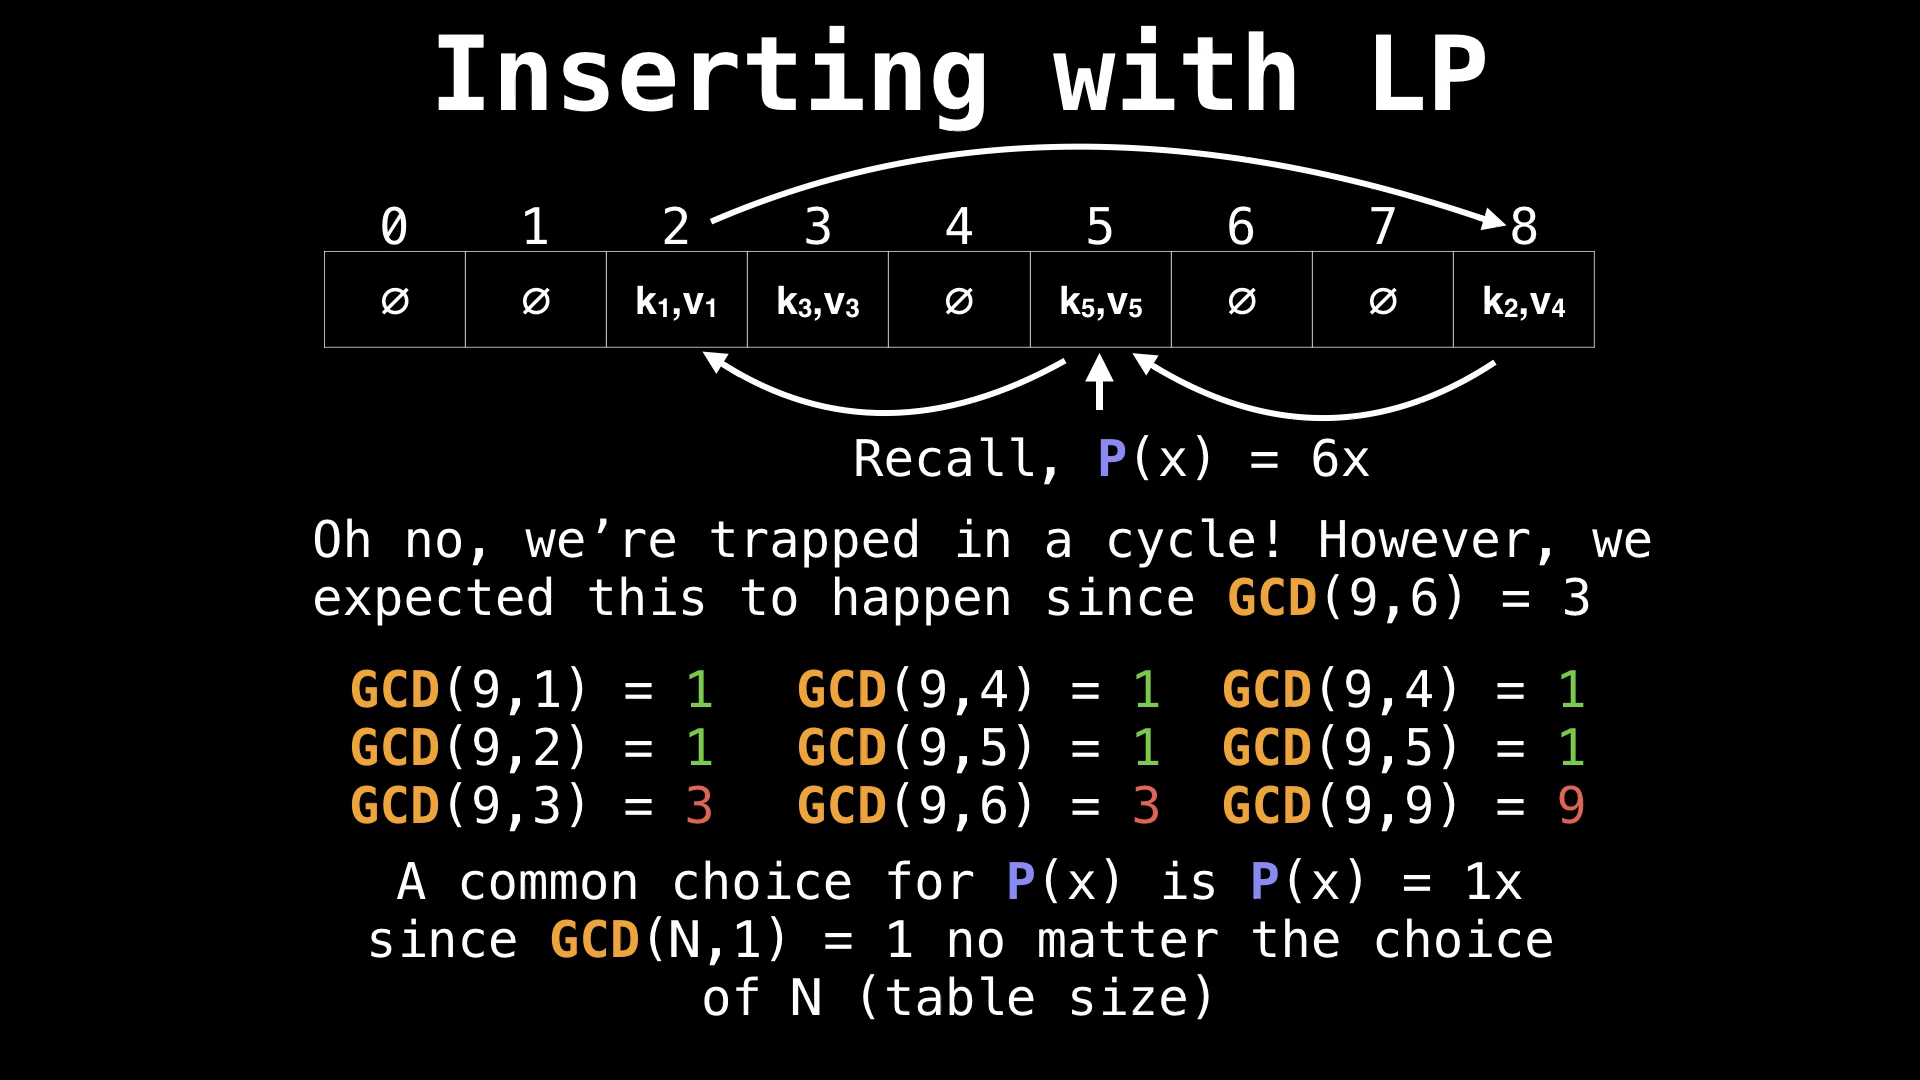 Inserting with LP
0 1 2 3 4 5 6 7 8
∅ ∅ k₁,v₁ k₃,v₃ ∅ k₅,v₅ ∅ ∅ k₂,v₄
Recall, P(x) = 6x
Oh no, we’re trapped in a cycle! However, we
expected this to happen since GCD(9,6) = 3
GCD(9,1) = 1 GCD(9,4) = 1 GCD(9,4) = 1
GCD(9,2) = 1 GCD(9,5) = 1 GCD(9,5) = 1
GCD(9,3) = 3 GCD(9,6) = 3 GCD(9,9) = 9
A common choice for P(x) is P(x) = 1x
since GCD(N,1) = 1 no matter the choice
of N (table size)